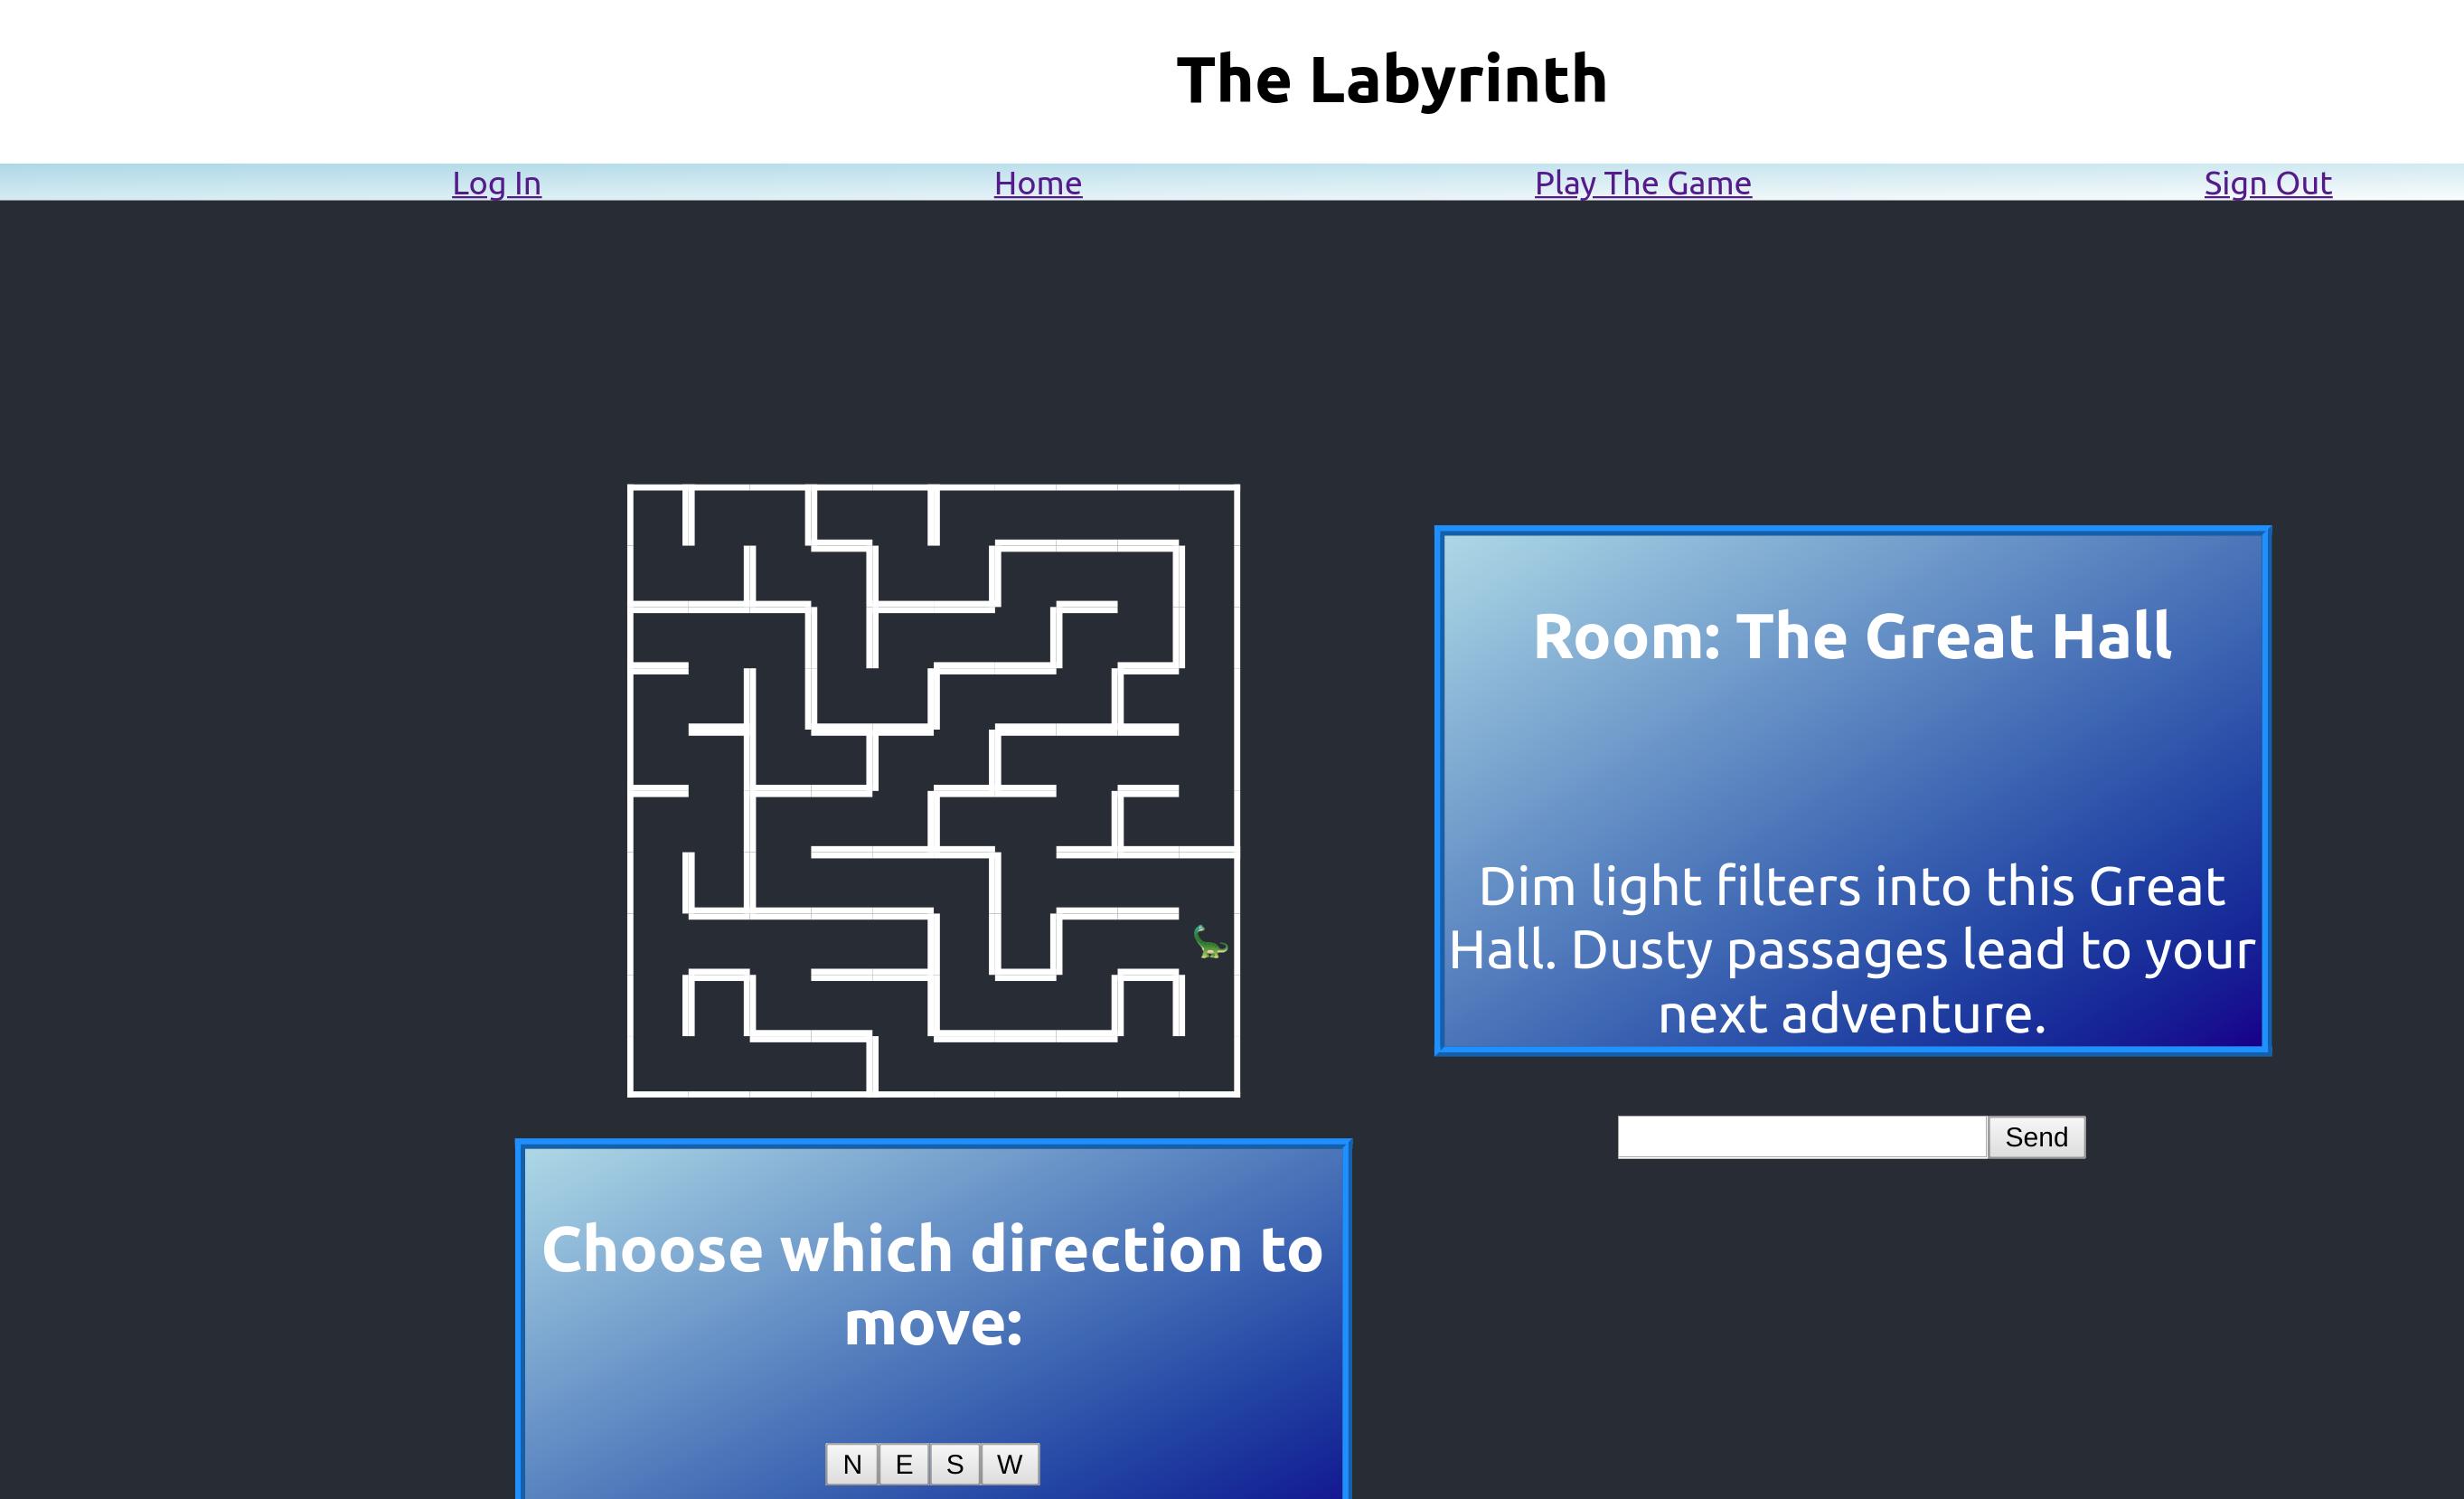 The Labyrinth
Log In Home Play The Game Sign Out
Room: The Great Hall
Dim light filters into this Great
Hall. Dusty passages lead to your
next adventure.
Send
Choose which direction to
move:
N E S W